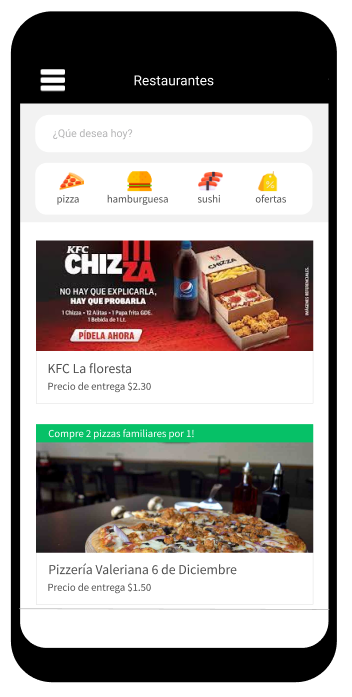 Restaurantes
¿Qúe desea hoy?
pizza
hamburguesa
sushi
ofertas
KFC
CHIZZA
NO HAY QUE EXPLICARLA,
HAY QUE PROBARLA
1 Chizza • 12 Alitas • 1 Papa frita GDE.
1 Bebida de 1 Lt.
PÍDELA AHORA
IMÁGENES REFERENCIALES.
KFC La floresta
Precio de entrega $2.30
Compre 2 pizzas familiares por 1!
Pizzería Valeriana 6 de Diciembre
Precio de entrega $1.50